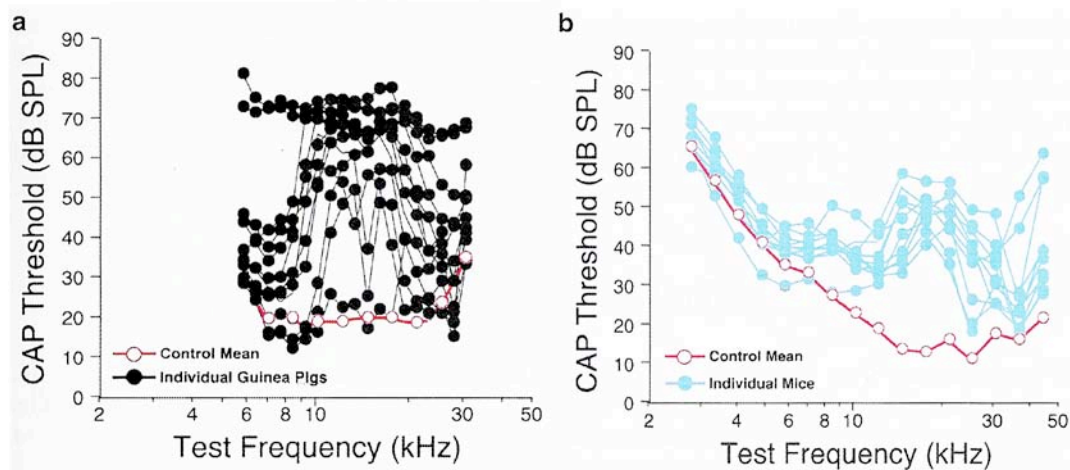 a
CAP Threshold (dB SPL)
90
80
70
60
50
40
30
20
10
0
2 4 6 8 10 30 50
Test Frequency (kHz)
Control Mean
Individual Guinea Pigs
b
CAP Threshold (dB SPL)
90
80
70
60
50
40
30
20
10
0
2 4 6 8 10 30 50
Test Frequency (kHz)
Control Mean
Individual Mice